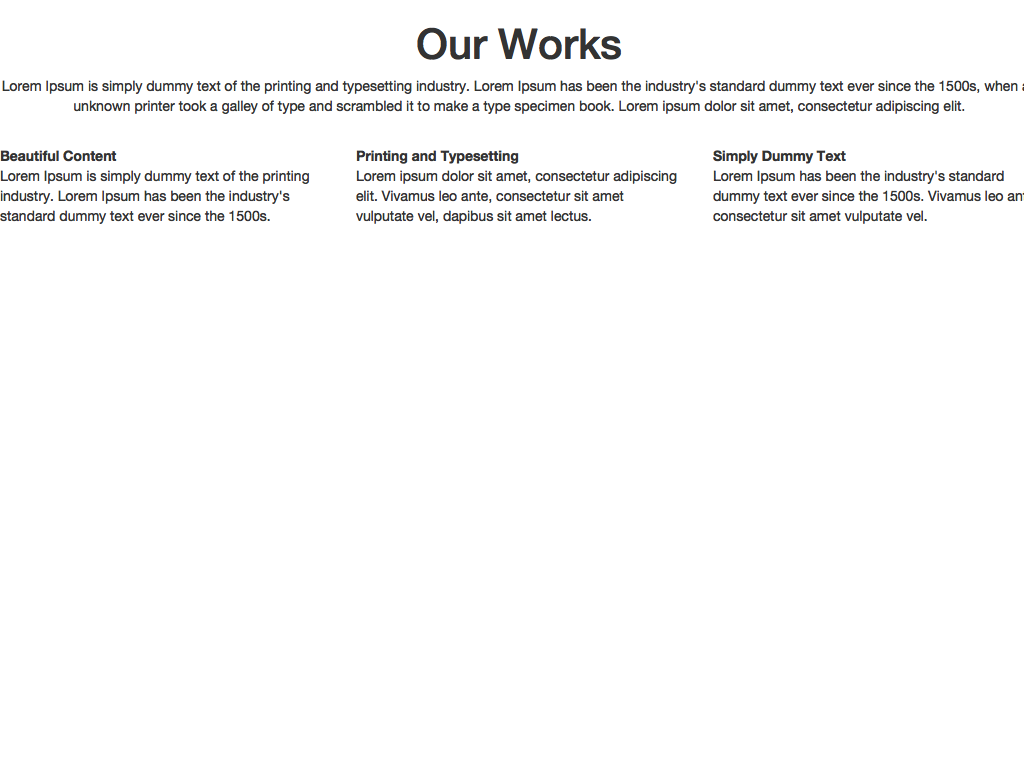 Our Works
Lorem Ipsum is simply dummy text of the printing and typesetting industry. Lorem Ipsum has been the industry's standard dummy text ever since the 1500s, when
unknown printer took a galley of type and scrambled it to make a type specimen book. Lorem ipsum dolor sit amet, consectetur adipiscing elit.
Beautiful Content
Lorem Ipsum is simply dummy text of the printing
industry. Lorem Ipsum has been the industry's
standard dummy text ever since the 1500s.
Printing and Typesetting
Lorem ipsum dolor sit amet, consectetur adipiscing
elit. Vivamus leo ante, consectetur sit amet
vulputate vel, dapibus sit amet lectus.
Simply Dummy Text
Lorem Ipsum has been the industry's standard
dummy text ever since the 1500s. Vivamus leo
consectetur sit amet vulputate vel.